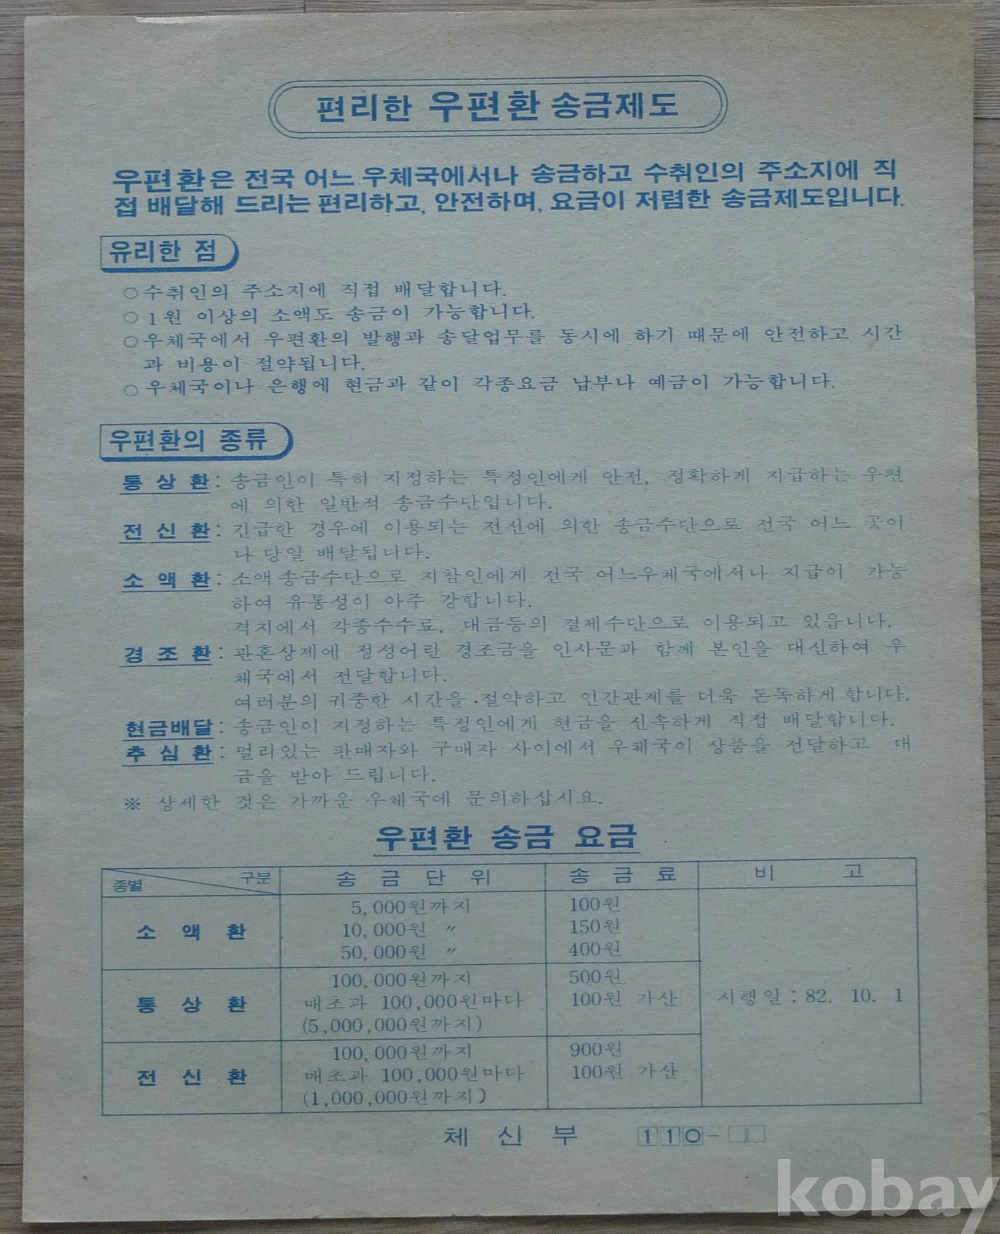 편리한 우편환 송금제도
우편환은 전국 어느 우체국에서나 송금하고 수취인의 주소지에 직
접 배달해 드리는 편리하고, 안전하며, 요금이 저렴한 송금제도입니다.
유리한 점
○수취인의 주소지에 직접 배달합니다.
○1원 이상의 소액도 송금이 가능합니다.
○우체국에서 우편환의 발행과 송달업무를 동시에 하기 때문에 안전하고 시간
과 비용이 절약됩니다.
○우체국이나 은행에 현금과 같이 각종요금 납부나 예금이 가능합니다.
우편환의 종류
통 상 환 : 송금인이 특히 지정하는 특정인에게 안전, 정확하게 지급하는 우편
에 의한 일반적 송금수단입니다.
전 신 환 : 긴급한 경우에 이용되는 전신에 의한 송금수단으로 전국 어느 곳이
나 당일 배달됩니다.
소 액 환 : 소액 송금수단으로 지참인에게 전국 어느우체국에서나 지급이 가능
하여 유통성이 아주 강합니다.
격지에서 각종수수료, 대금등의 결제수단으로 이용되고 있읍니다.
경 조 환 : 관혼상제에 정성어린 경조금을 인사문과 함께 본인을 대신하여 우
체국에서 전달합니다.
여러분의 귀중한 시간을 ·절약하고 인간관계를 더욱 돈독하게 합니다.
현금배달 : 송금인이 지정하는 특정인에게 현금을 신속하게 직접 배달합니다.
추 심 환 : 멀리있는 판매자와 구매자 사이에서 우체국이 상품을 전달하고 대
금을 받아 드립니다.
※ 상세한 것은 가까운 우체국에 문의하십시요.
우편환 송금 요금
종별 구분 송 금 단 위 송 금 료 비 고
5,000원까지 100원
소 액 환 10,000원 〃 150원
50,000원 〃 400원
100,000원까지 500원
통 상 환 매초과 100,000원마다 100원 가산 시행일 : 82. 10. 1
(5,000,000원까지)
100,000원까지 900원
전 신 환 매초과 100,000원마다 100원 가산
(1,000,000원까지)
체 신 부 110-□□
kobay